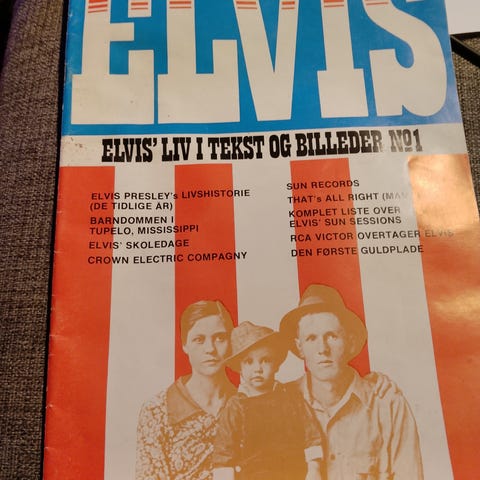 ELVIS
ELVIS' LIV I TEKST OG BILLEDER Nº1
ELVIS PRESLEY's LIVSHISTORIE
(DE TIDLIGE ÅR)
BARNDOMMEN I
TUPELO, MISSISSIPPI
ELVIS' SKOLEDAGE
CROWN ELECTRIC COMPAGNY
SUN RECORDS
THAT's ALL RIGHT (MAMA)
KOMPLET LISTE OVER
ELVIS' SUN SESSIONS
RCA VICTOR OVERTAGER ELVIS
DEN FØRSTE GULDPLADE